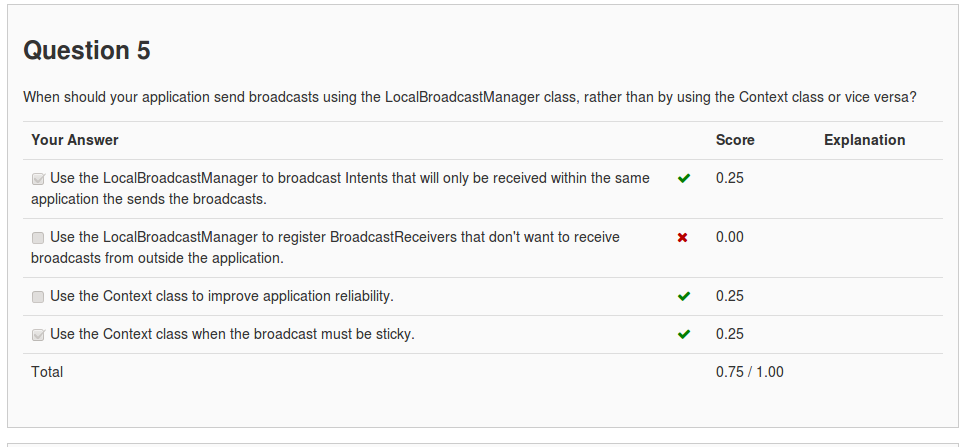 Question 5
When should your application send broadcasts using the LocalBroadcastManager class, rather than by using the Context class or vice versa?
Your Answer Score Explanation
Use the LocalBroadcastManager to broadcast Intents that will only be received within the same 0.25
application the sends the broadcasts.
Use the LocalBroadcastManager to register BroadcastReceivers that don't want to receive 0.00
broadcasts from outside the application.
Use the Context class to improve application reliability. 0.25
Use the Context class when the broadcast must be sticky. 0.25
Total 0.75 / 1.00